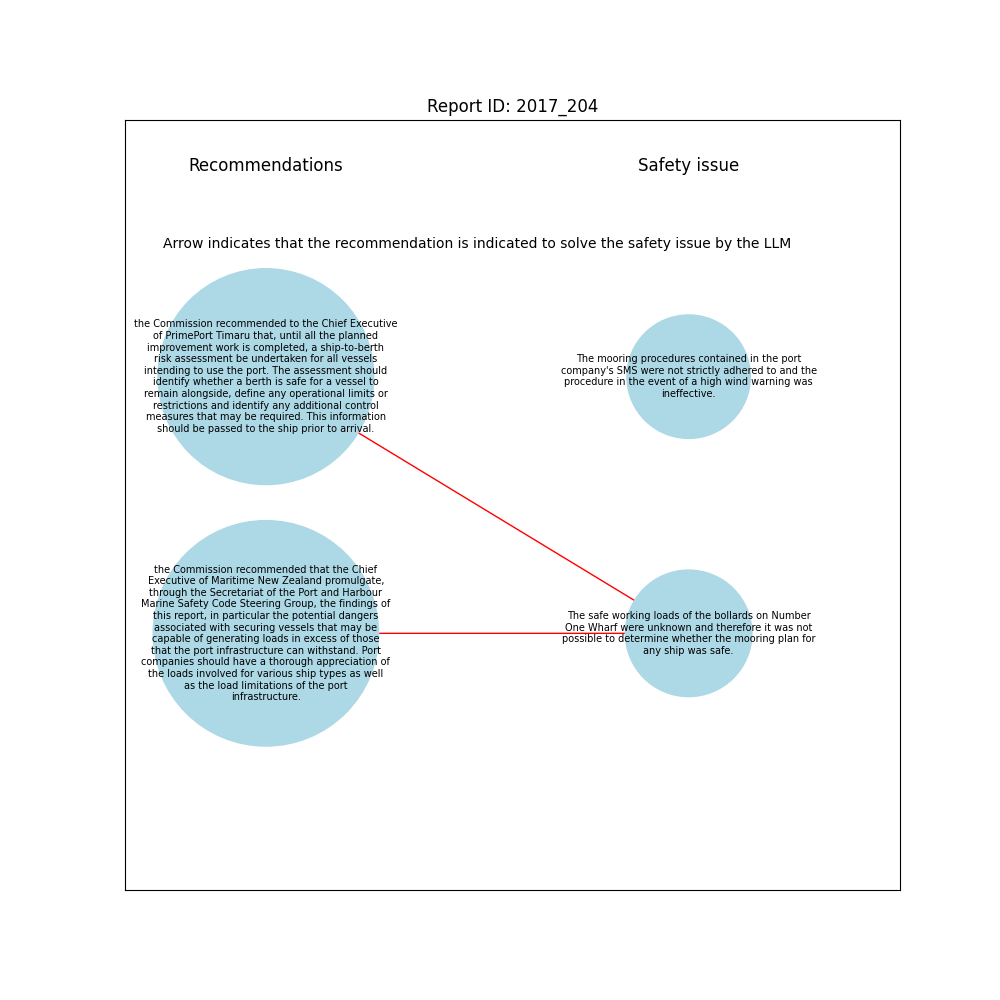 Report ID: 2017_204
Recommendations
Safety issue
Arrow indicates that the recommendation is indicated to solve the safety issue by the LLM
the Commission recommended to the Chief Executive
of PrimePort Timaru that, until all the planned
improvement work is completed, a ship-to-berth
risk assessment be undertaken for all vessels
intending to use the port. The assessment should
identify whether a berth is safe for a vessel to
remain alongside, define any operational limits or
restrictions and identify any additional control
measures that may be required. This information
should be passed to the ship prior to arrival.
The mooring procedures contained in the port
company's SMS were not strictly adhered to and the
procedure in the event of a high wind warning was
ineffective.
the Commission recommended that the Chief
Executive of Maritime New Zealand promulgate,
through the Secretariat of the Port and Harbour
Marine Safety Code Steering Group, the findings of
this report, in particular the potential dangers
associated with securing vessels that may be
capable of generating loads in excess of those
that the port infrastructure can withstand. Port
companies should have a thorough appreciation of
the loads involved for various ship types as well
as the load limitations of the port
infrastructure.
The safe working loads of the bollards on Number
One Wharf were unknown and therefore it was not
possible to determine whether the mooring plan for
any ship was safe.